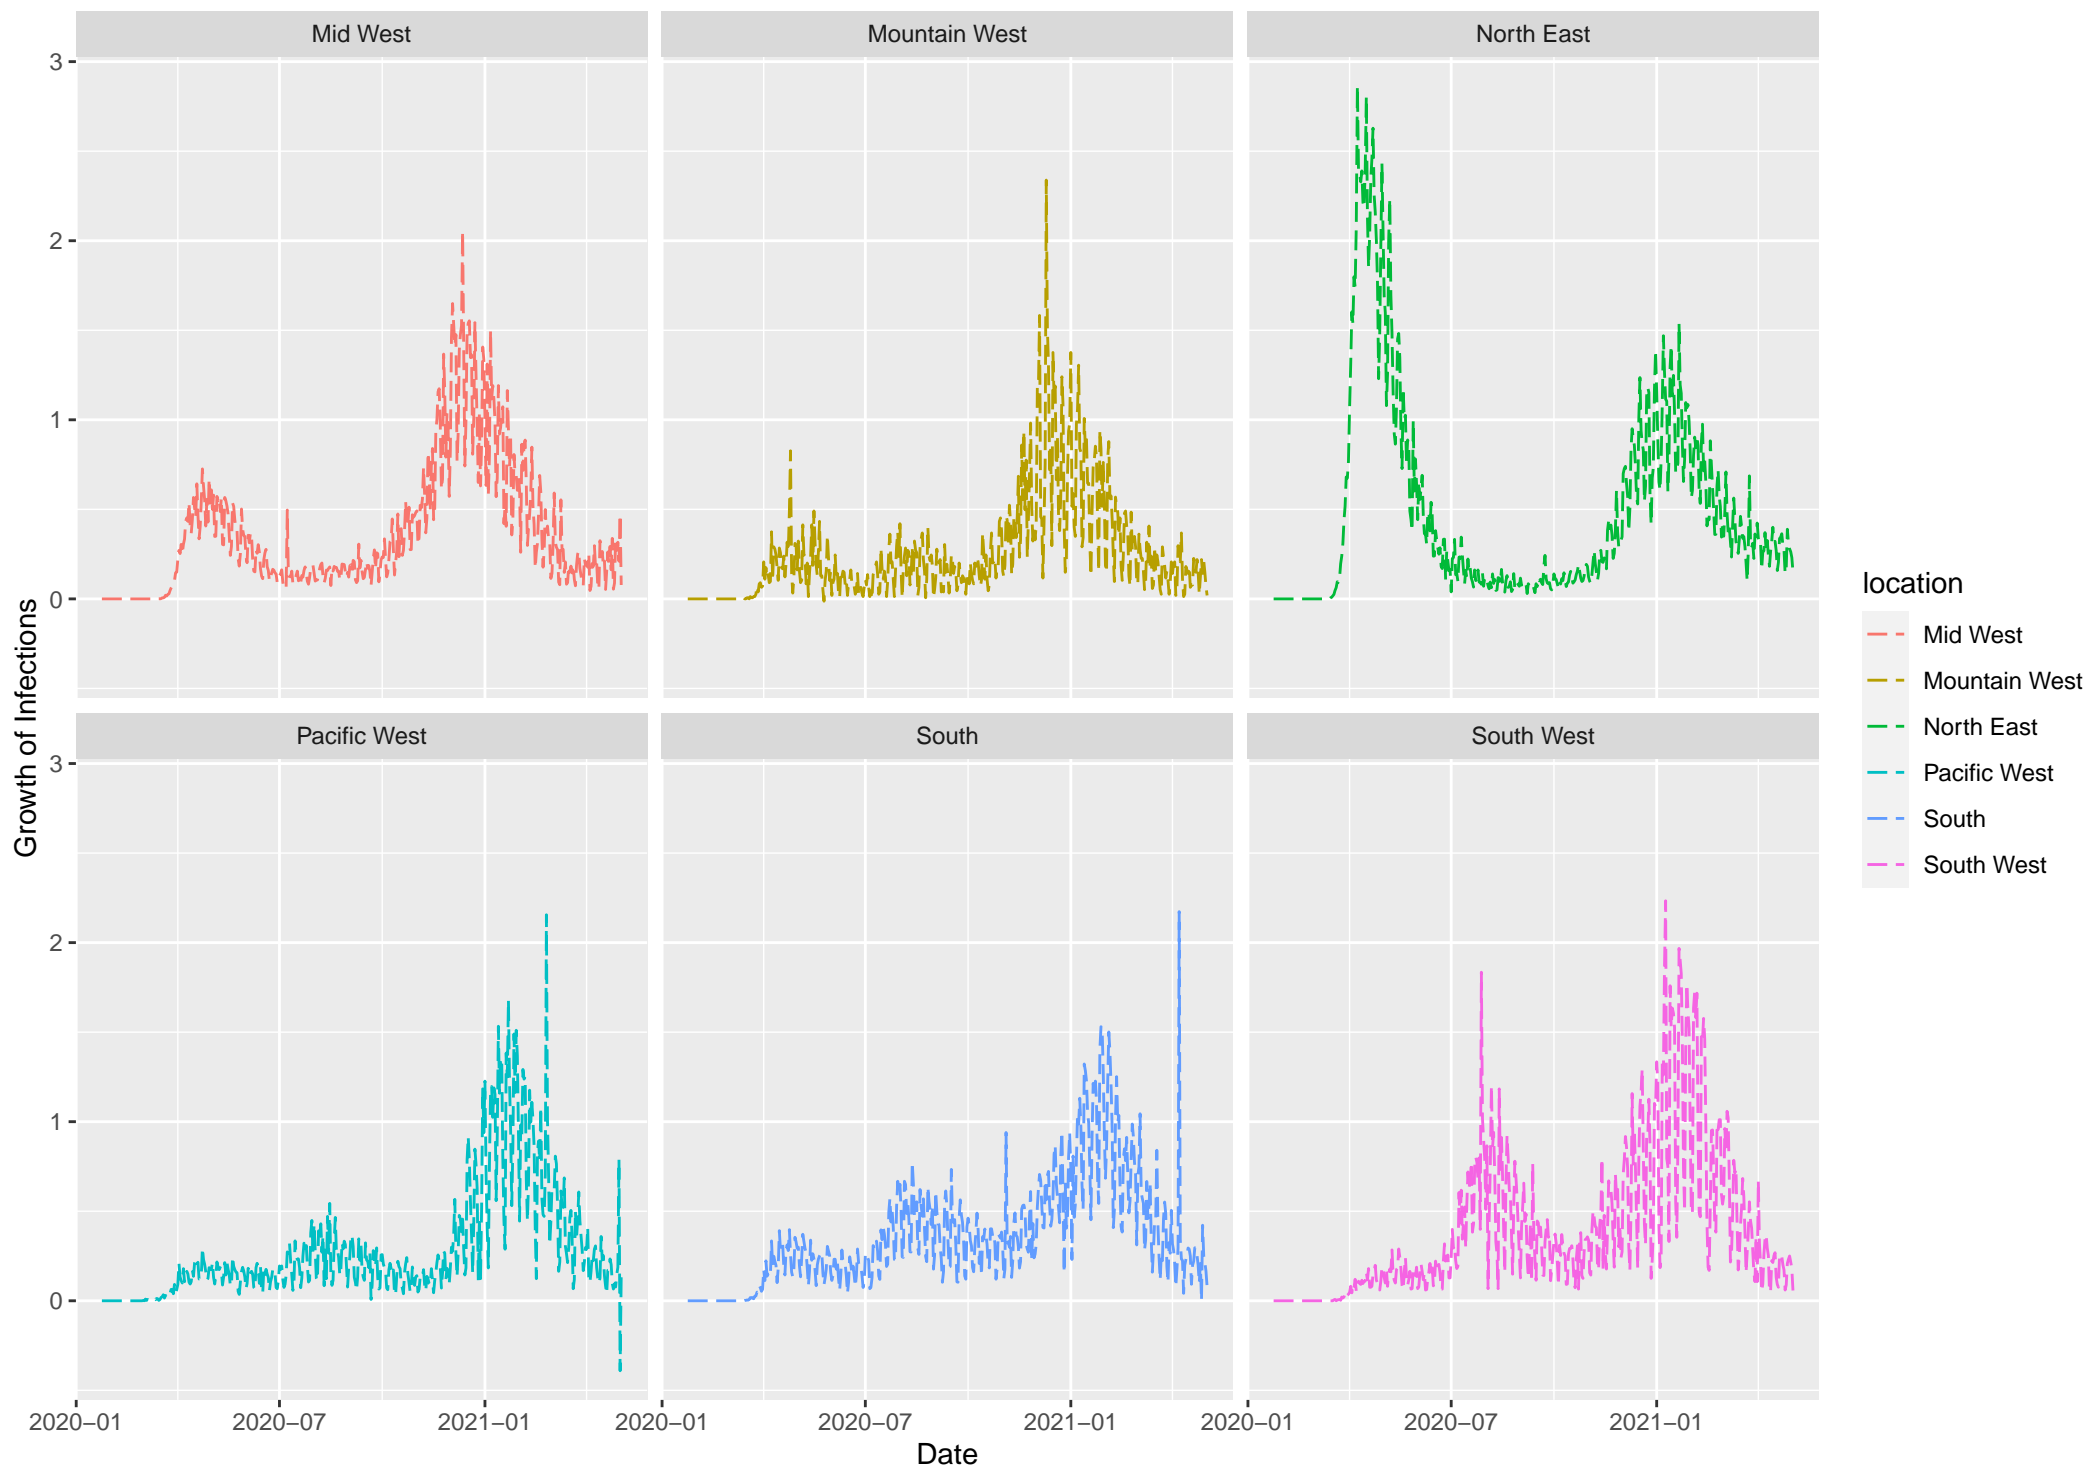 Mid West
Mountain West
North East
3
2
1
0
Growth of Infections
Pacific West
South
South West
3
2
1
0
2020–01
2020–07
2021–01
2020–01
2020–07
2021–01
2020–01
2020–07
2021–01
Date
location
Mid West
Mountain West
North East
Pacific West
South
South West